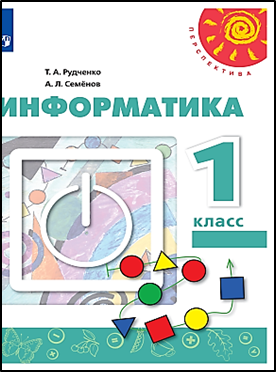 ПЕРСПЕКТИВА
Т. А. Рудченко
А. Л. Семёнов
ИНФОРМАТИКА
1
класс